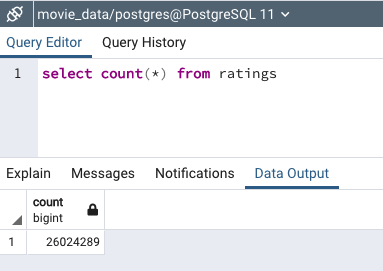 movie_data/postgres@PostgreSQL 11
Query Editor Query History
1 select count(*) from ratings
Explain Messages Notifications Data Output
count
bigint
1 26024289